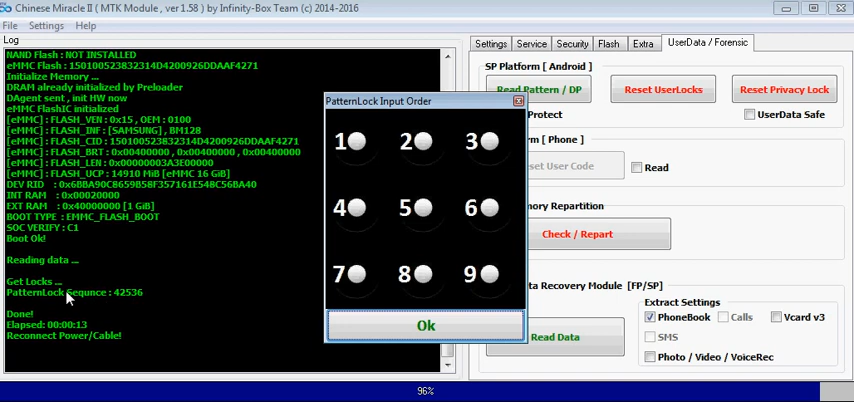 Chinese Miracle II ( MTK Module , ver 1.58 ) by Infinity-Box Team (c) 2014-2016
File Settings Help
Log
NAND Flash : NOT INSTALLED
eMMC Flash : 150100523832314D4200926DDAAF4271
Initialize Memory ...
DRAM already initialized by Preloader
DAgent sent , init HW now
eMMC FlashIC initialized
[eMMC] : FLASH_VEN : 0x15 , OEM : 0100
[eMMC] : FLASH_INF : [SAMSUNG] , BM128
[eMMC] : FLASH_CID : 150100523832314D4200926DDAAF4271
[eMMC] : FLASH_BRT : 0x00400000 , 0x00400000 , 0x00400000
[eMMC] : FLASH_LEN : 0x00000003A3E00000
[eMMC] : FLASH_UCP : 14910 MiB [eMMC 16 GiB]
DEV RID : 0x6BBA90C8659B58F357161E548C56BA40
INT RAM : 0x00020000
EXT RAM : 0x40000000 [1 GiB]
BOOT TYPE : EMMC_FLASH_BOOT
SOC VERIFY : C1
Boot Ok!
Reading data ...
Get Locks ...
PatternLock Sequnce : 42536
Done!
Elapsed: 00:00:13
Reconnect Power/Cable!
PatternLock Input Order
1 2 3
4 5 6
7 8 9
Ok
Settings Service Security Flash Extra UserData / Forensic
SP Platform [ Android ]
Read Pattern / DP Reset UserLocks Reset Privacy Lock
Protect UserData Safe
rm [ Phone ]
set User Code Read
mory Repartition
Check / Repart
ata Recovery Module [FP/SP]
Read Data
Extract Settings
PhoneBook Calls Vcard v3
SMS
Photo / Video / VoiceRec
96%